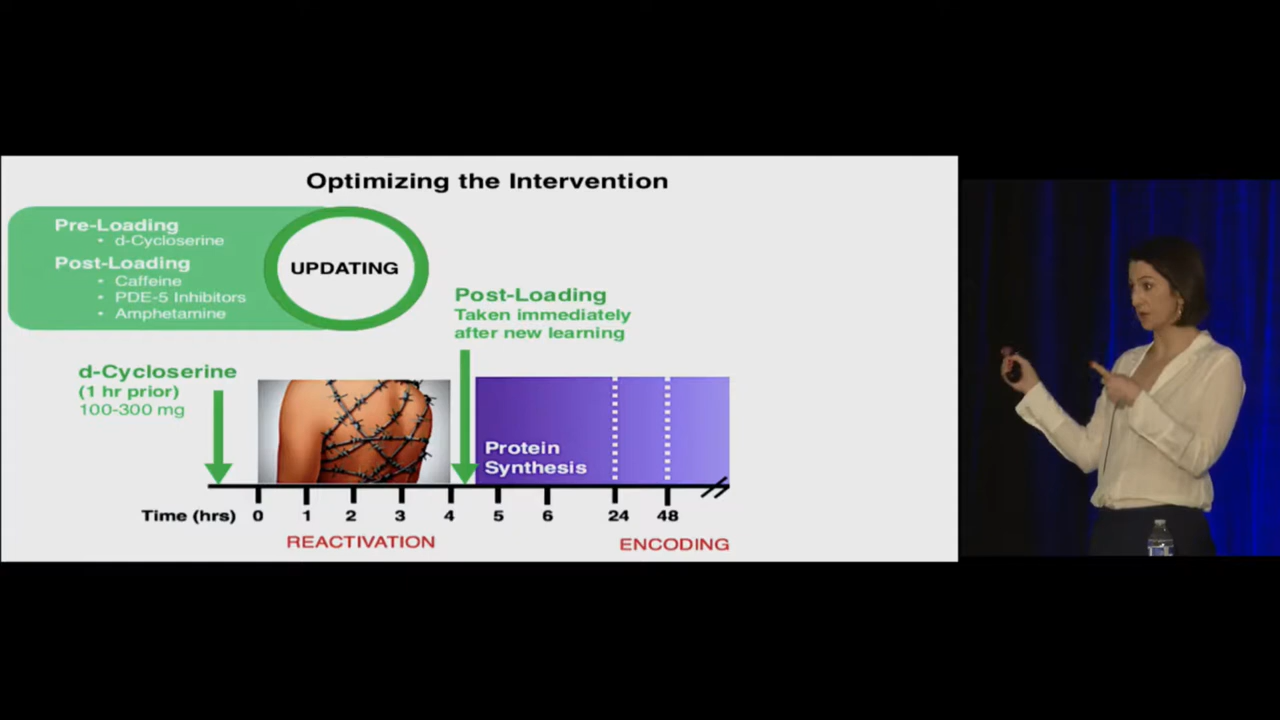 Optimizing the Intervention
Pre-Loading
• d-Cycloserine
Post-Loading
• Caffeine
• PDE-5 Inhibitors
• Amphetamine
UPDATING
Post-Loading
Taken immediately
after new learning
d-Cycloserine
(1 hr prior)
100-300 mg
Protein
Synthesis
Time (hrs) 0 1 2 3 4 5 6 24 48
REACTIVATION
ENCODING